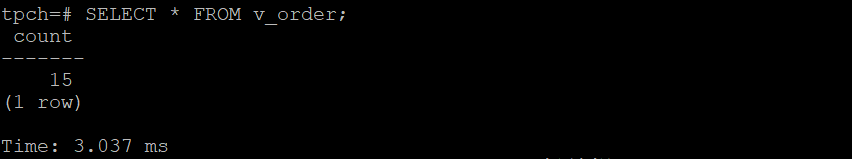 tpch=# SELECT * FROM v_order;
count
-------
15
(1 row)
Time: 3.037 ms